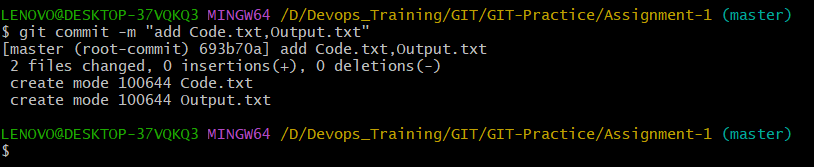 LENOVO@DESKTOP-37VQKQ3 MINGW64 /D/Devops_Training/GIT/GIT-Practice/Assignment-1 (master)
$ git commit -m "add Code.txt,Output.txt"
[master (root-commit) 693b70a] add Code.txt,Output.txt
 2 files changed, 0 insertions(+), 0 deletions(-)
 create mode 100644 Code.txt
 create mode 100644 Output.txt
LENOVO@DESKTOP-37VQKQ3 MINGW64 /D/Devops_Training/GIT/GIT-Practice/Assignment-1 (master)
$